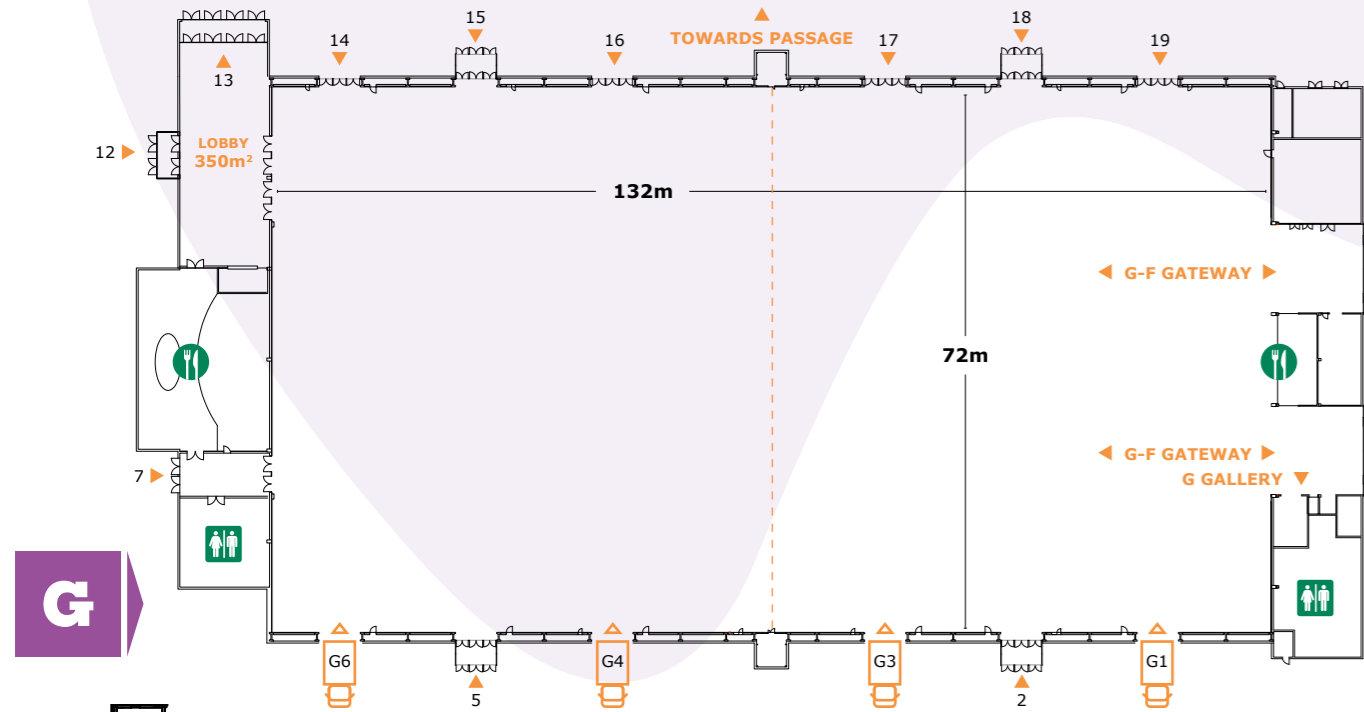 15
18
14
16
TOWARDS PASSAGE
17
19
13
12
LOBBY
350m²
132m
G-F GATEWAY
72m
G-F GATEWAY
7
G GALLERY
G
G6
G4
G3
G1
5
2